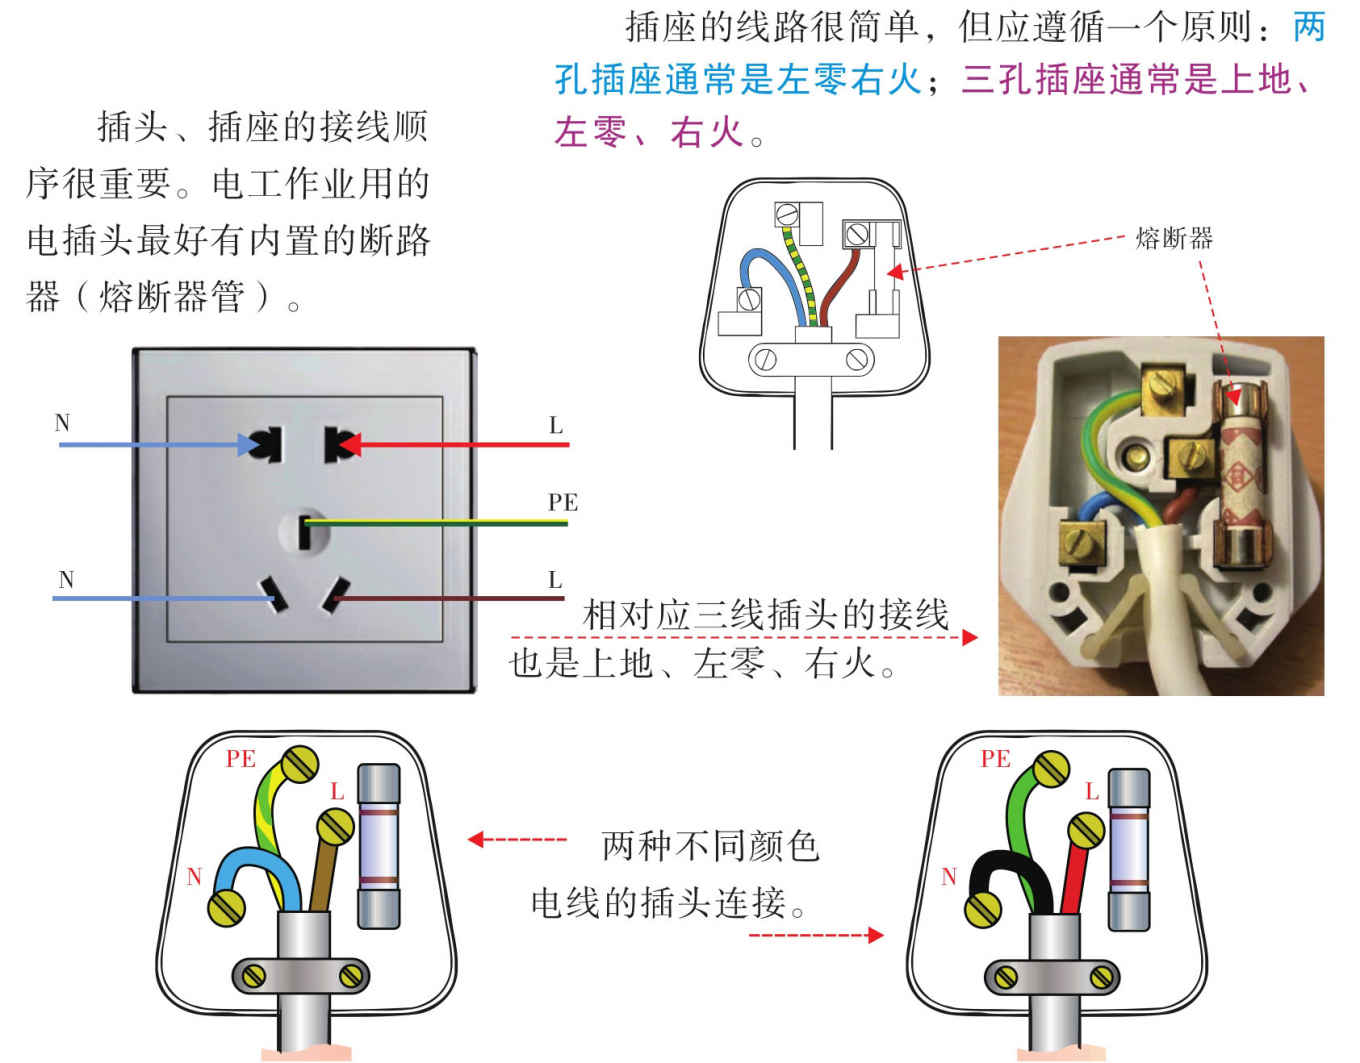 插座的线路很简单，但应遵循一个原则：两
孔插座通常是左零右火；三孔插座通常是上地、
左零、右火。
插头、插座的接线顺
序很重要。电工作业用的
电插头最好有内置的断路
器（熔断器管）。
熔断器
N
L
PE
N
L
相对应三线插头的接线
也是上地、左零、右火。
PE
L
N
两种不同颜色
电线的插头连接。
PE
L
N